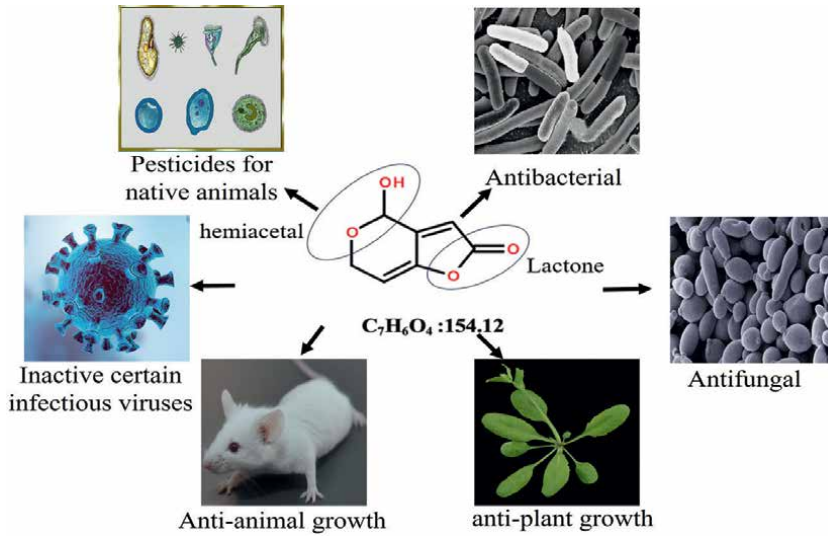 Pesticides for
native animals
Antibacterial
OH
hemiacetal
O
O
O
Lactone
C₇H₆O₄ :154.12
Inactive certain
infectious viruses
Antifungal
Anti-animal growth
anti-plant growth